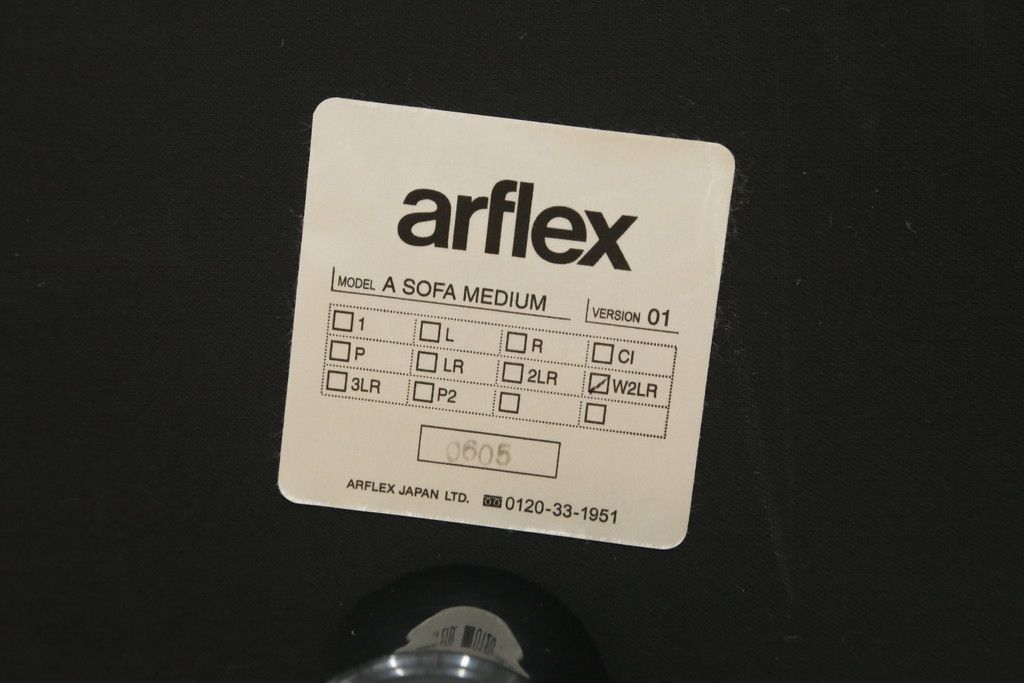 arflex
MODEL A SOFA MEDIUM VERSION 01
1 L R CI
P LR 2LR W2LR
3LR P2
0605
ARFLEX JAPAN LTD. 0120-33-1951